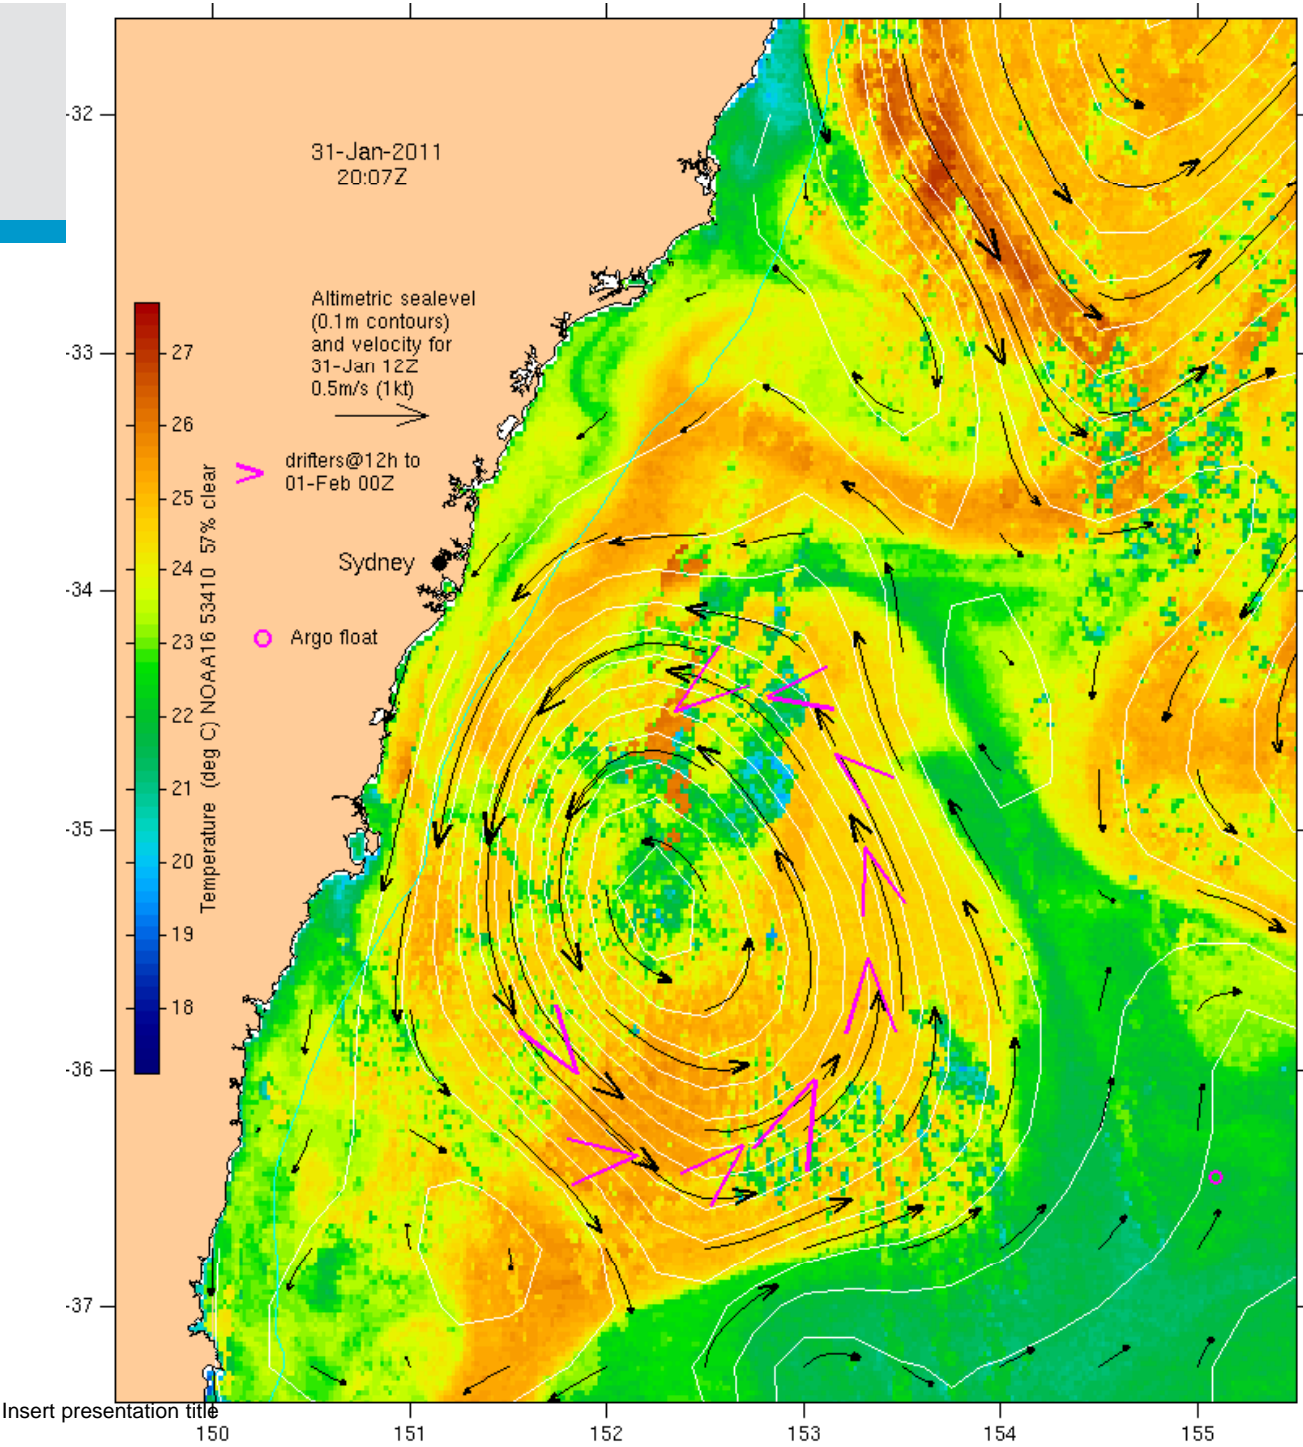 31-Jan-2011
20:07Z
Altimetric sealevel
(0.1m contours)
and velocity for
31-Jan 12Z
0.5m/s (1kt)
drifters@12h to
01-Feb 00Z
Sydney
Argo float
Temperature (deg C) NOAA16 53410 57% clear
27
26
25
24
23
22
21
20
19
18
-32
-33
-34
-35
-36
-37
Insert presentation title
150
151
152
153
154
155